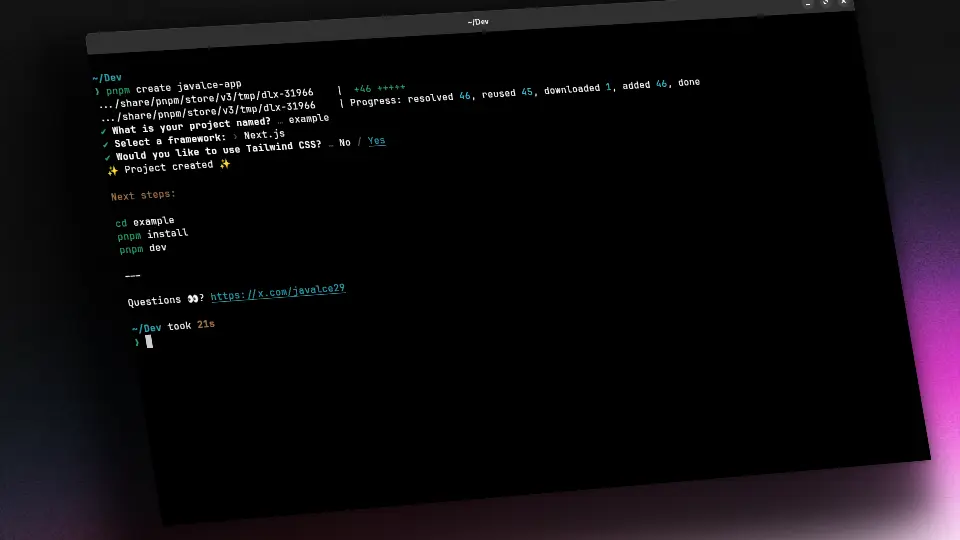 ~/Dev
~/Dev
❯ pnpm create javalce-app
.../share/pnpm/store/v3/tmp/dlx-31966 | +46 +++++
.../share/pnpm/store/v3/tmp/dlx-31966 | Progress: resolved 46, reused 45, downloaded 1, added 46, done
✔ What is your project named? … example
✔ Select a framework: › Next.js
✔ Would you like to use Tailwind CSS? … No / Yes
✨ Project created ✨
Next steps:
cd example
pnpm install
pnpm dev
---
Questions 👀? https://x.com/javalce29
~/Dev took 21s
❯